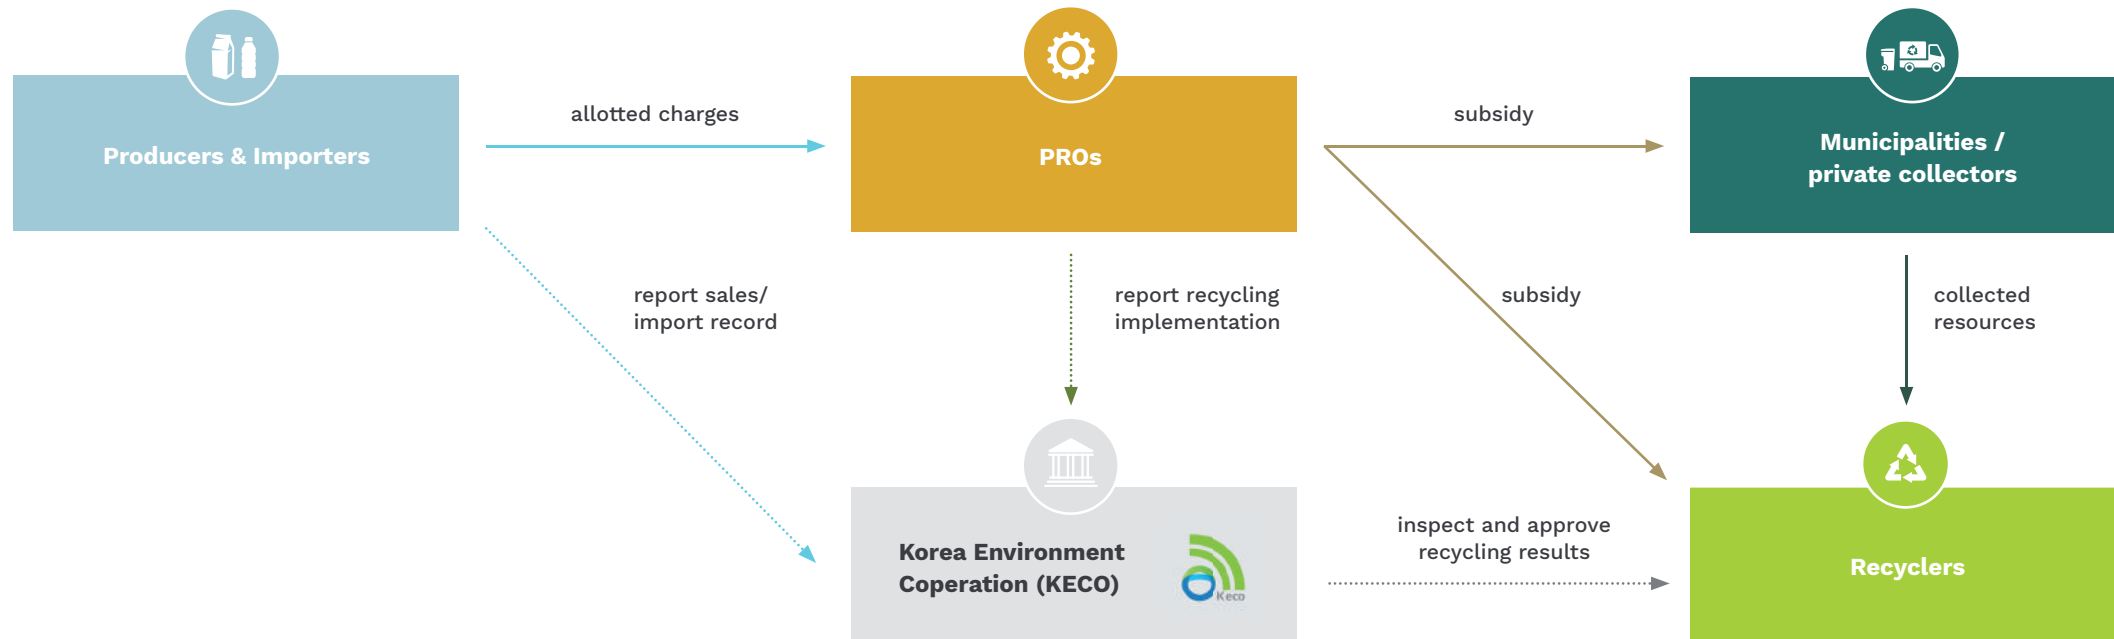 Producers & Importers
allotted charges
PROs
subsidy
Municipalities /
private collectors
report sales/
import record
report recycling
implementation
subsidy
collected
resources
Korea Environment
Coperation (KECO)
Keco
inspect and approve
recycling results
Recyclers